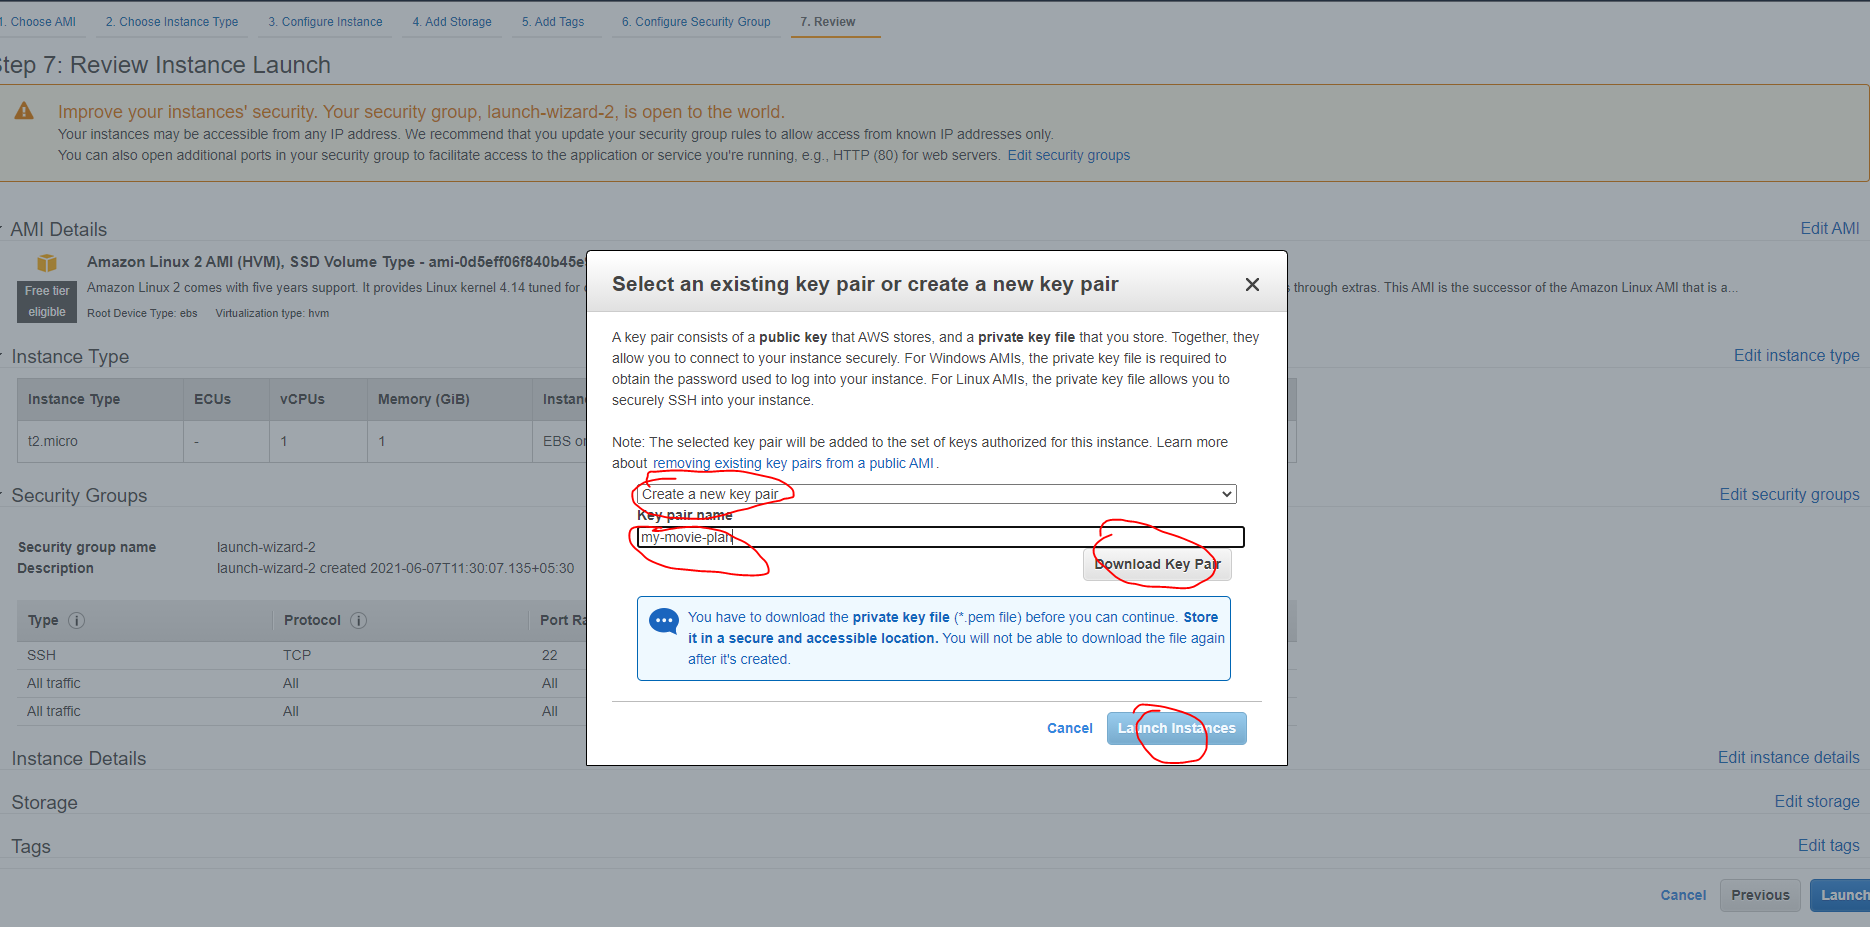 1. Choose AMI 2. Choose Instance Type 3. Configure Instance 4. Add Storage 5. Add Tags 6. Configure Security Group 7. Review
Step 7: Review Instance Launch
Improve your instances' security. Your security group, launch-wizard-2, is open to the world.
Your instances may be accessible from any IP address. We recommend that you update your security group rules to allow access from known IP addresses only.
You can also open additional ports in your security group to facilitate access to the application or service you're running, e.g., HTTP (80) for web servers. Edit security groups
AMI Details Edit AMI
Amazon Linux 2 AMI (HVM), SSD Volume Type - ami-0d5eff06f840b45e
Free tier eligible
Amazon Linux 2 comes with five years support. It provides Linux kernel 4.14 tuned for
through extras. This AMI is the successor of the Amazon Linux AMI that is a...
Root Device Type: ebs Virtualization type: hvm
Instance Type Edit instance type
Instance Type ECUs vCPUs Memory (GiB)
t2.micro - 1 1 EBS
Security Groups Edit security groups
Security group name launch-wizard-2
Description launch-wizard-2 created 2021-06-07T11:30:07.135+05:30
Type i Protocol i Port
SSH TCP 22
All traffic All All
All traffic All All
Instance Details Edit instance details
Storage Edit storage
Tags Edit tags
Cancel Previous Launch
Select an existing key pair or create a new key pair
A key pair consists of a public key that AWS stores, and a private key file that you store. Together, they
allow you to connect to your instance securely. For Windows AMIs, the private key file is required to
obtain the password used to log into your instance. For Linux AMIs, the private key file allows you to
securely SSH into your instance.
Note: The selected key pair will be added to the set of keys authorized for this instance. Learn more
about removing existing key pairs from a public AMI .
Create a new key pair
Key pair name
my-movie-plan
Download Key Pair
You have to download the private key file (*.pem file) before you can continue. Store
it in a secure and accessible location. You will not be able to download the file again
after it's created.
Cancel Launch Instances